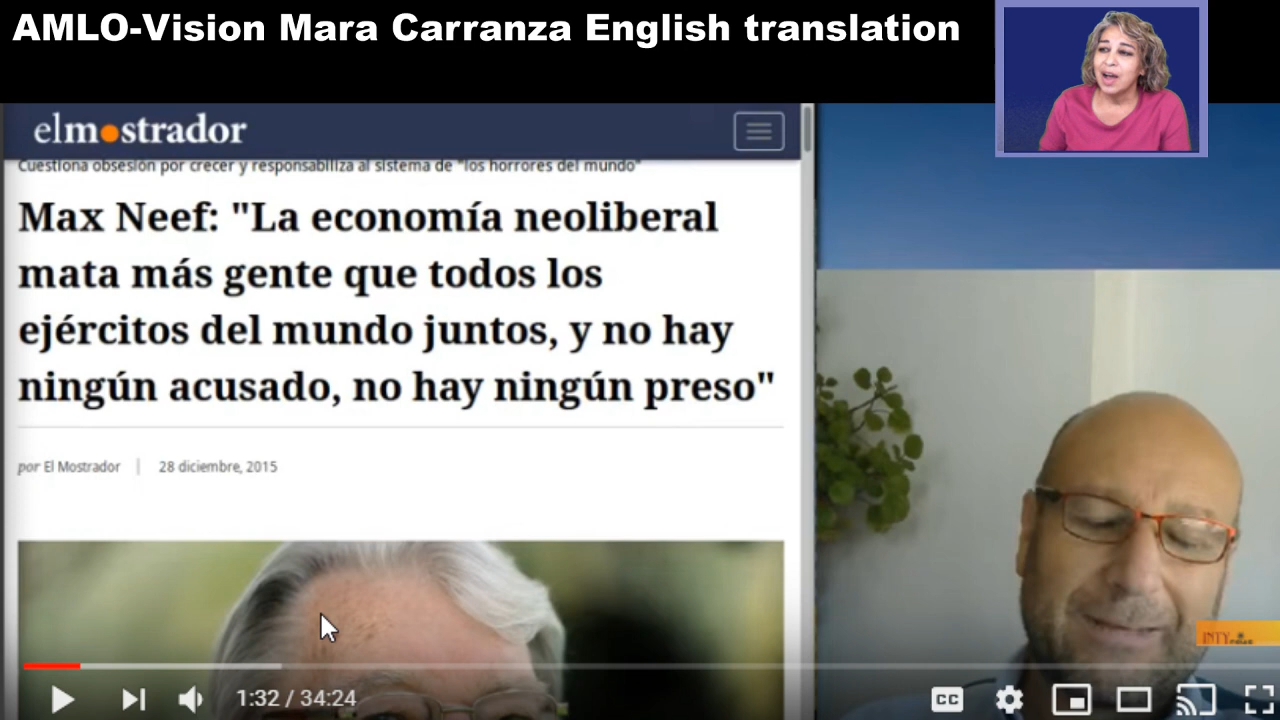 AMLO-Vision Mara Carranza English translation
elmostrador
Cuestiona obsesión por crecer y responsabiliza al sistema de "los horrores del mundo"
Max Neef: "La economía neoliberal
mata más gente que todos los
ejércitos del mundo juntos, y no hay
ningún acusado, no hay ningún preso"
por El Mostrador | 28 diciembre, 2015
INTY
1:32 / 34:24
CC